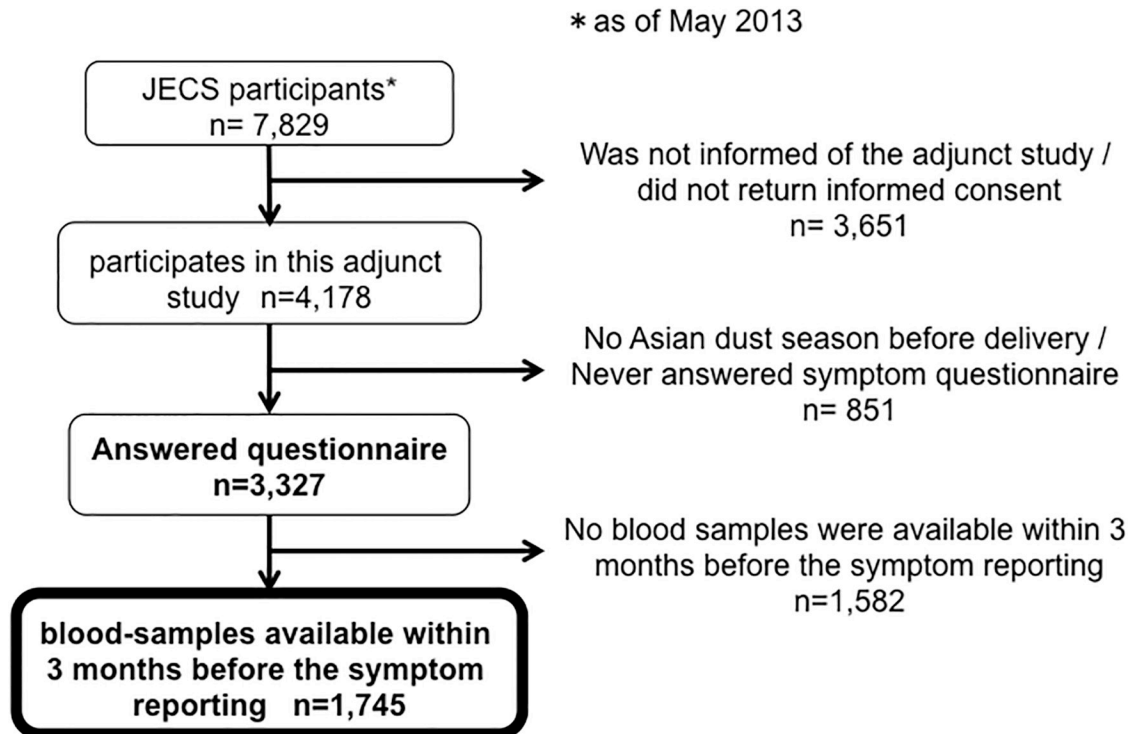 * as of May 2013
JECS participants*
n= 7,829
Was not informed of the adjunct study /
did not return informed consent
n= 3,651
participates in this adjunct
study n=4,178
No Asian dust season before delivery /
Never answered symptom questionnaire
n= 851
Answered questionnaire
n=3,327
No blood samples were available within 3
months before the symptom reporting
n=1,582
blood-samples available within
3 months before the symptom
reporting n=1,745